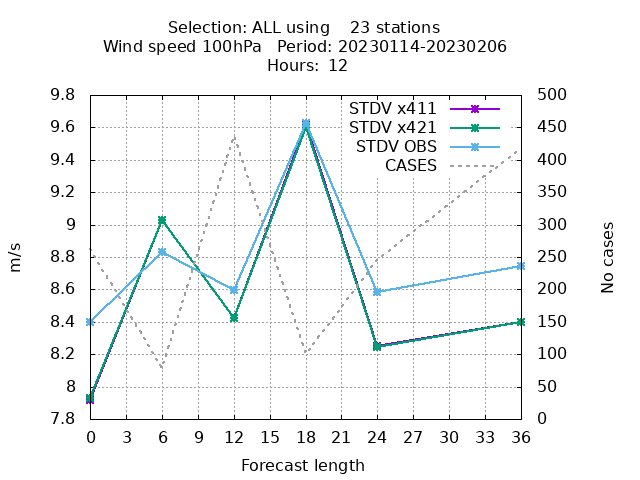 Selection: ALL using    23 stations
Wind speed 100hPa   Period: 20230114-20230206
Hours: 12
STDV x411
STDV x421
STDV OBS
CASES
9.8
9.6
9.4
9.2
9
8.8
8.6
8.4
8.2
8
7.8
500
450
400
350
300
250
200
150
100
50
0
m/s
No cases
0 3 6 9 12 15 18 21 24 27 30 33 36
Forecast length